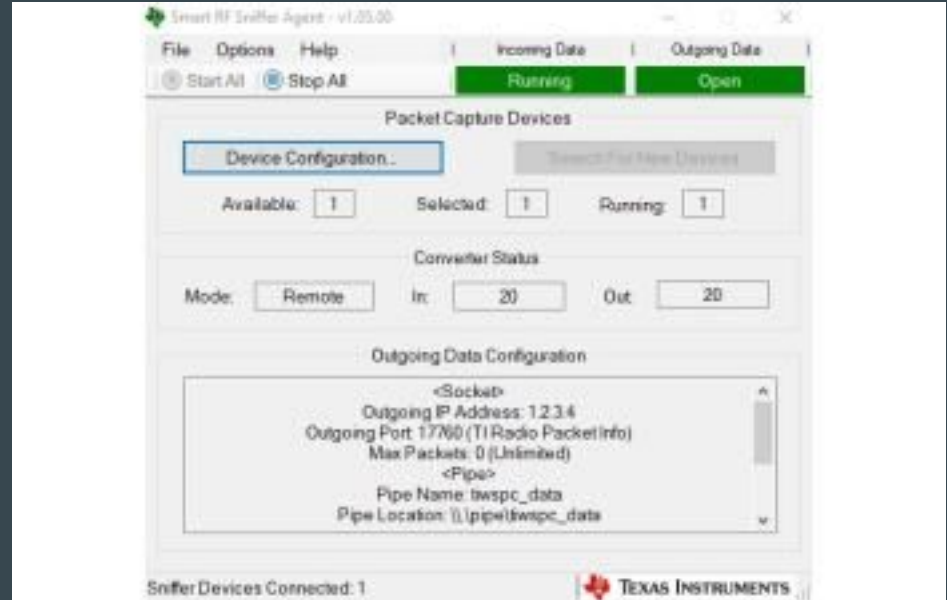 Smart RF Sniffer Agent - v1.05.00
File Options Help
Incoming Data
Outgoing Data
Start All
Stop All
Running
Open
Packet Capture Devices
Device Configuration...
Search For New Devices
Available: 1
Selected: 1
Running: 1
Converter Status
Mode: Remote
In: 20
Out: 20
Outgoing Data Configuration
<Socket>
Outgoing IP Address: 1.2.3.4
Outgoing Port: 17760 (TI Radio Packet Info)
Max Packets: 0 (Unlimited)
<Pipe>
Pipe Name: tiwspc_data
Pipe Location: \\.\pipe\tiwspc_data
Sniffer Devices Connected: 1
TEXAS INSTRUMENTS